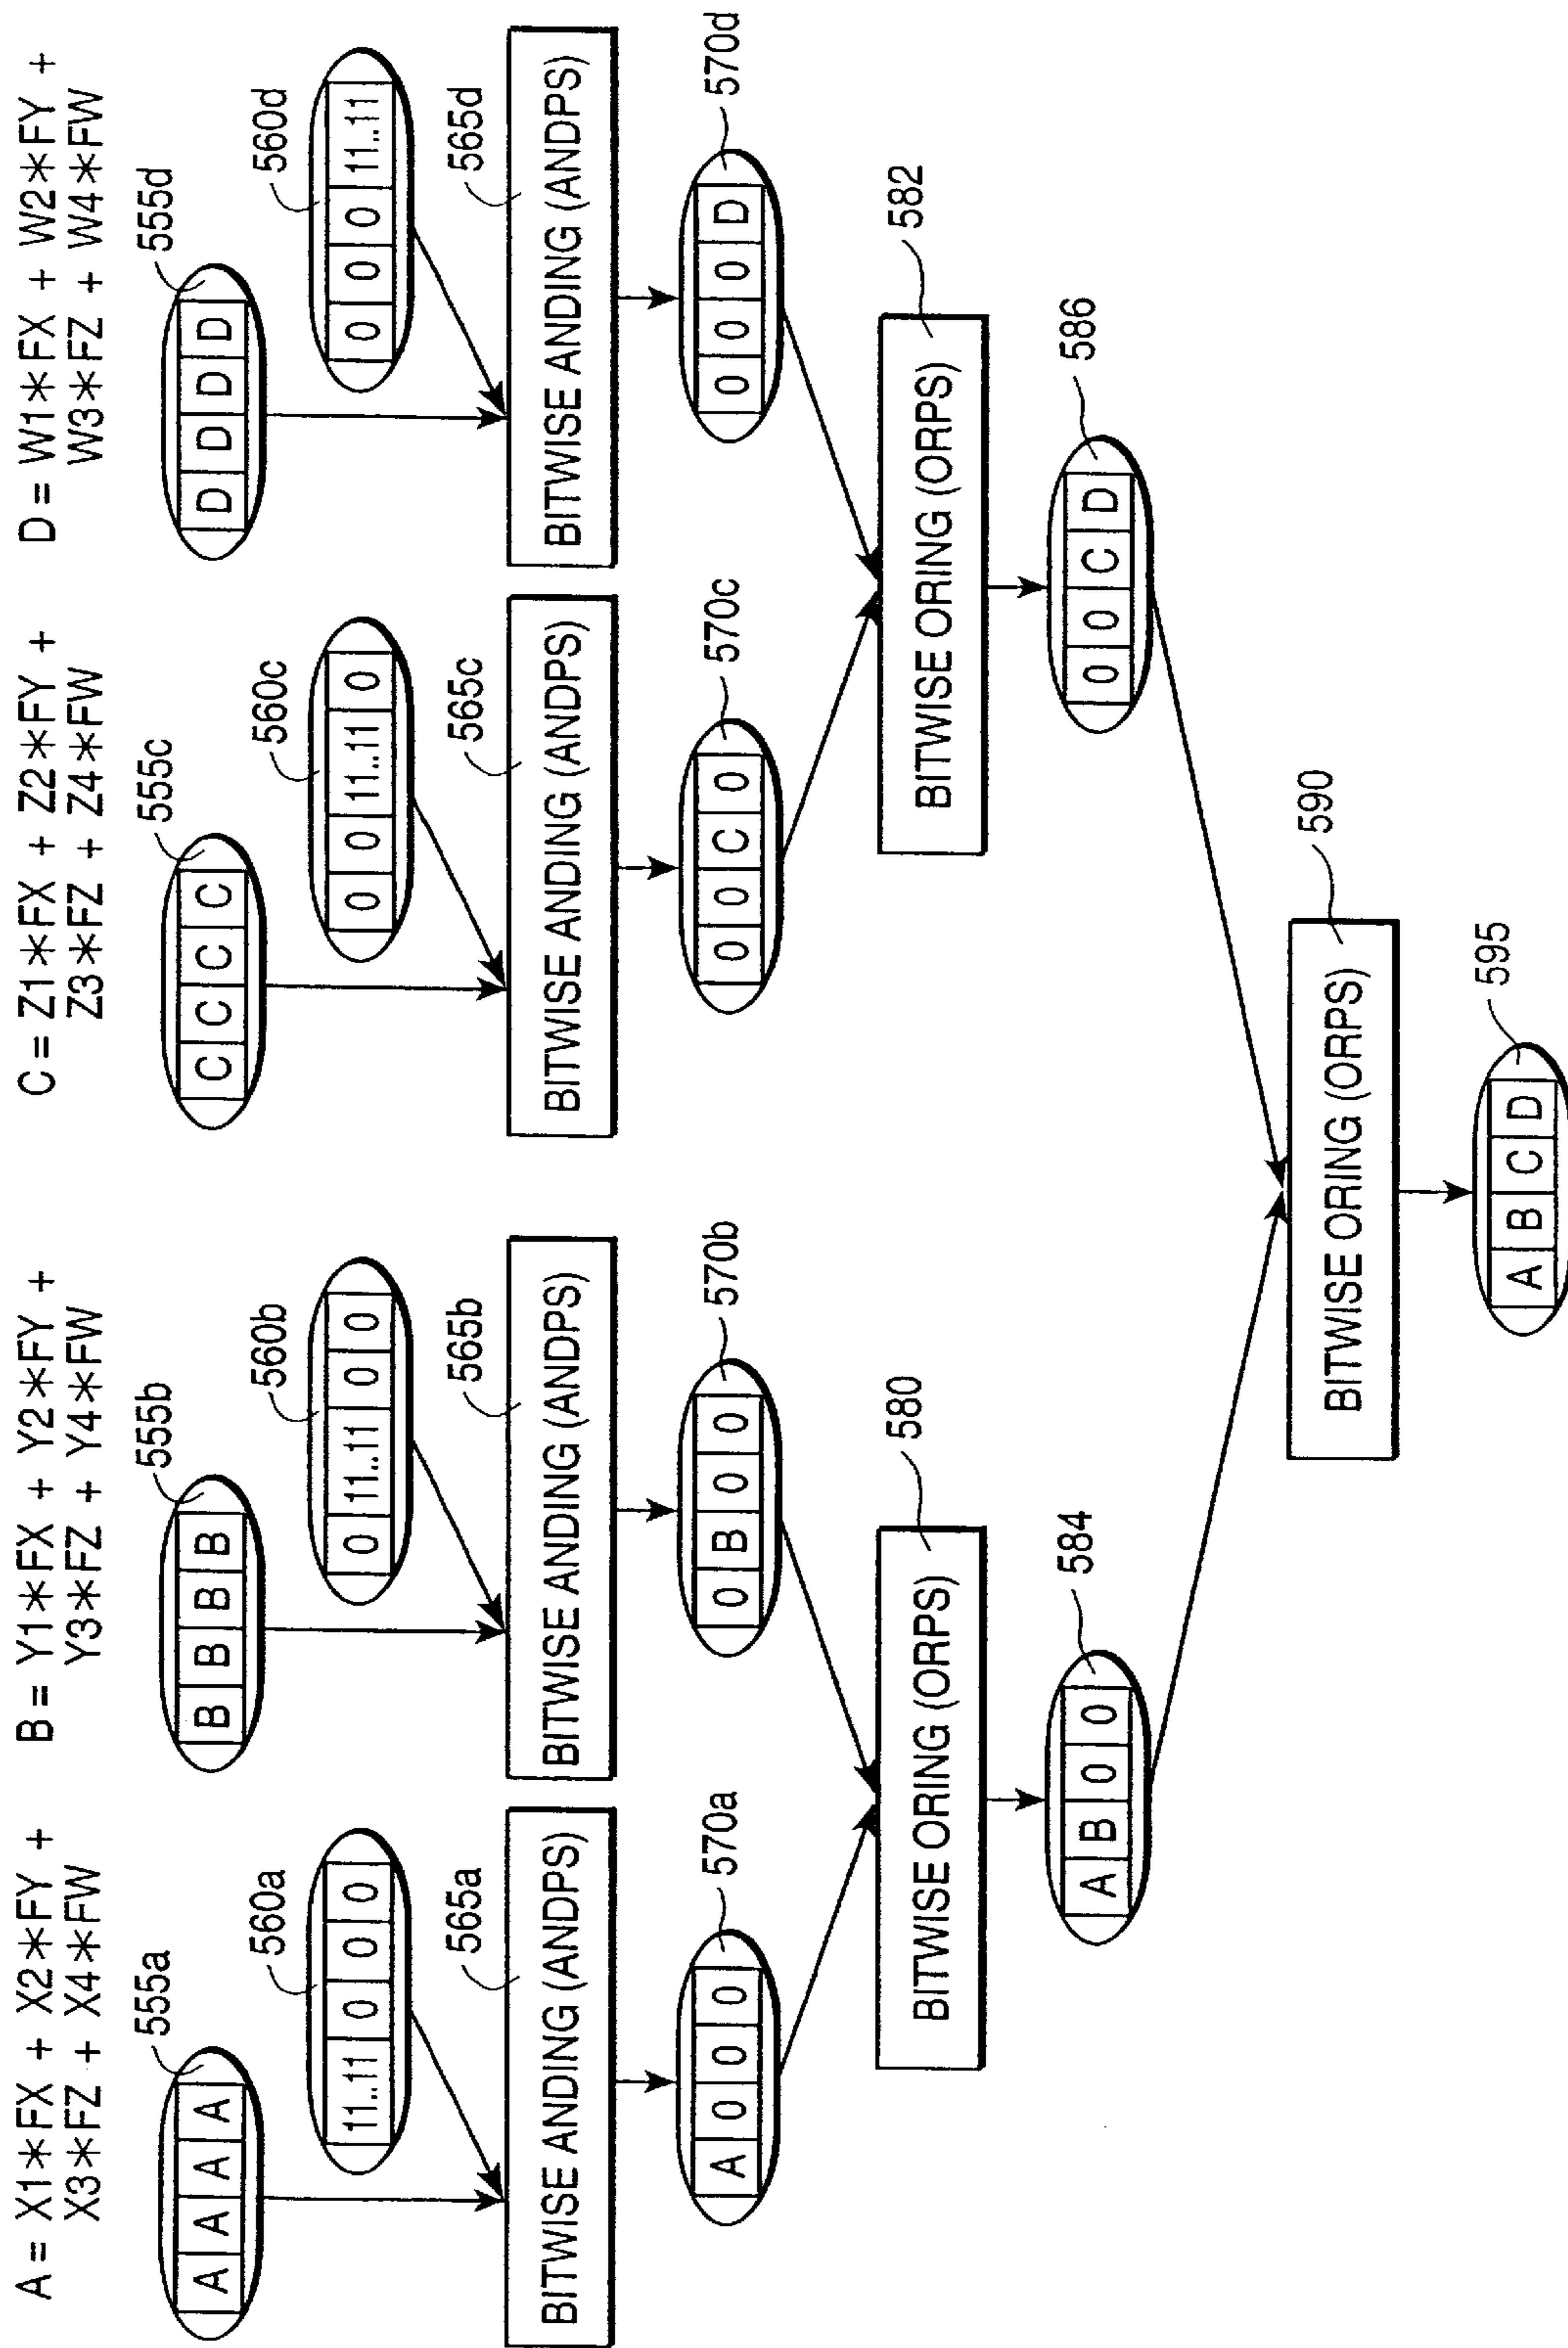 A = X1*FX + X2*FY +
X3*FZ + X4*FW
B = Y1*FX + Y2*FY +
Y3*FZ + Y4*FW
C = Z1*FX + Z2*FY +
Z3*FZ + Z4*FW
D = W1*FX + W2*FY +
W3*FZ + W4*FW
555a
A A A A
555b
B B B B
555c
C C C C
555d
D D D D
560a
11..11 0 0 0
560b
0 11..11 0 0
560c
0 0 11..11 0
560d
0 0 0 11..11
565a
BITWISE ANDING (ANDPS)
565b
BITWISE ANDING (ANDPS)
565c
BITWISE ANDING (ANDPS)
565d
BITWISE ANDING (ANDPS)
570a
A 0 0 0
570b
0 B 0 0
570c
0 0 C 0
570d
0 0 0 D
580
BITWISE ORING (ORPS)
582
BITWISE ORING (ORPS)
584
A B 0 0
586
0 0 C D
590
BITWISE ORING (ORPS)
595
A B C D